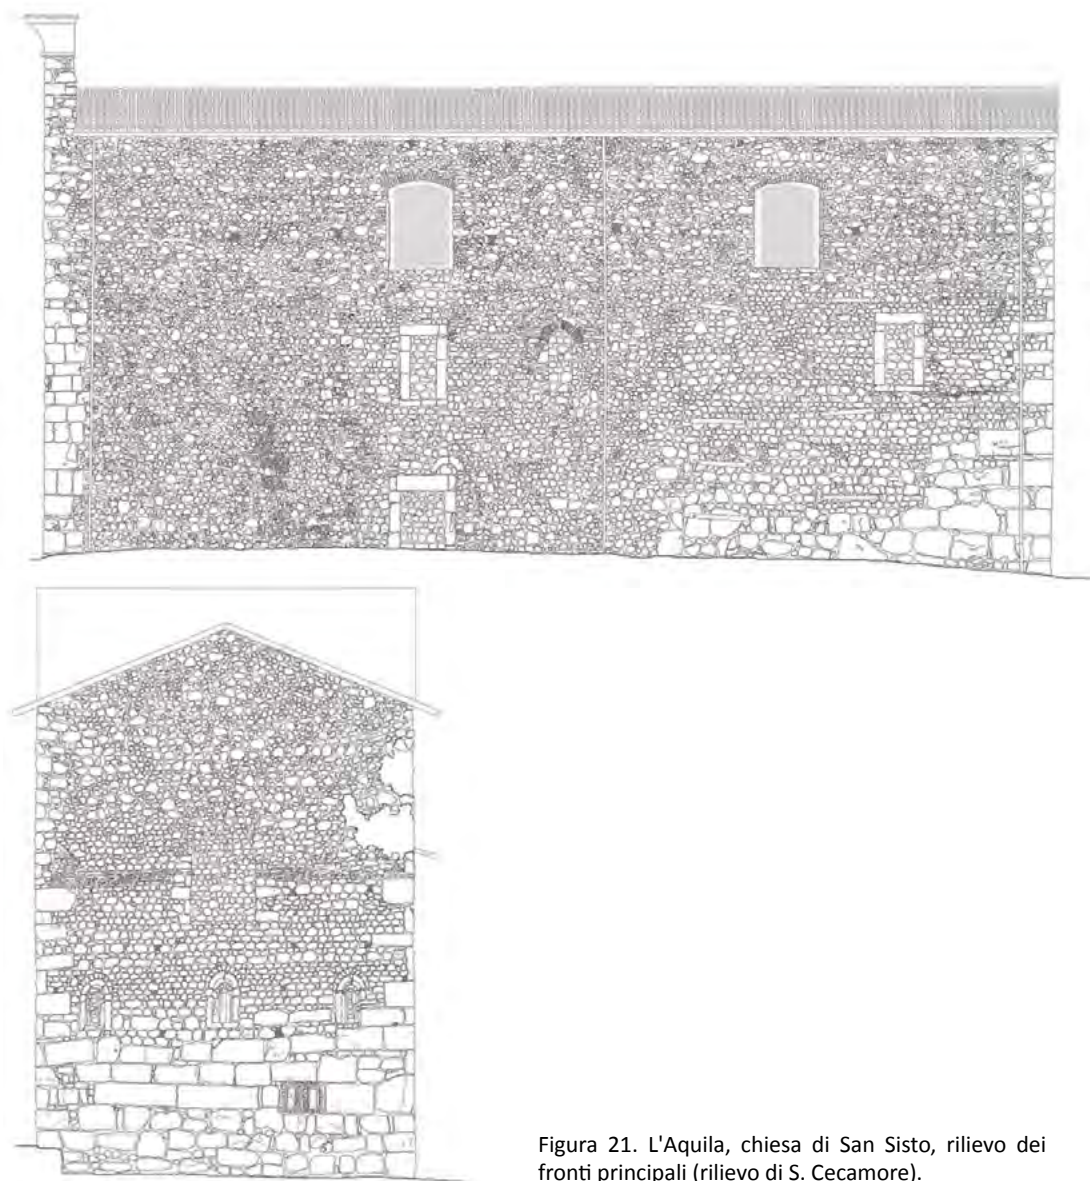 Figura 21. L'Aquila, chiesa di San Sisto, rilievo dei
fronti principali (rilievo di S. Cecamore).